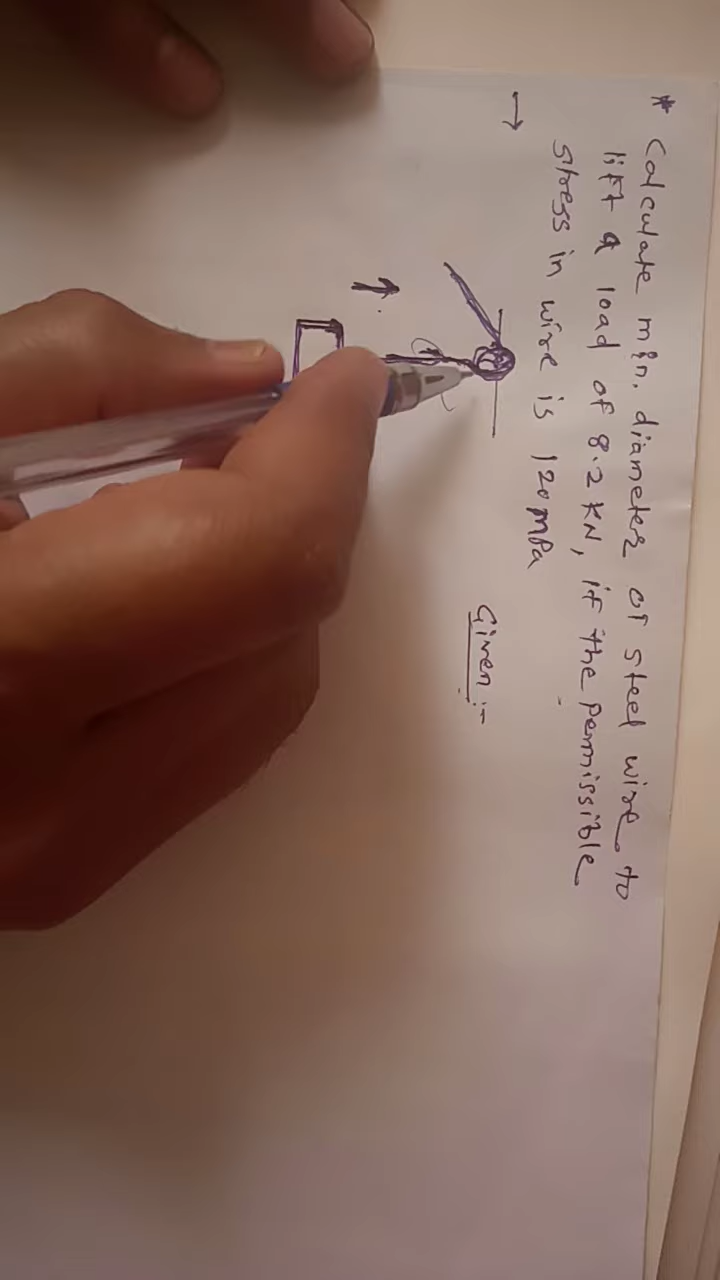 * Calculate min. diameter of steel wire to
lift a load of 8.2 KN, if the permissible
stress in wire is 120 mPa
→
Given :-